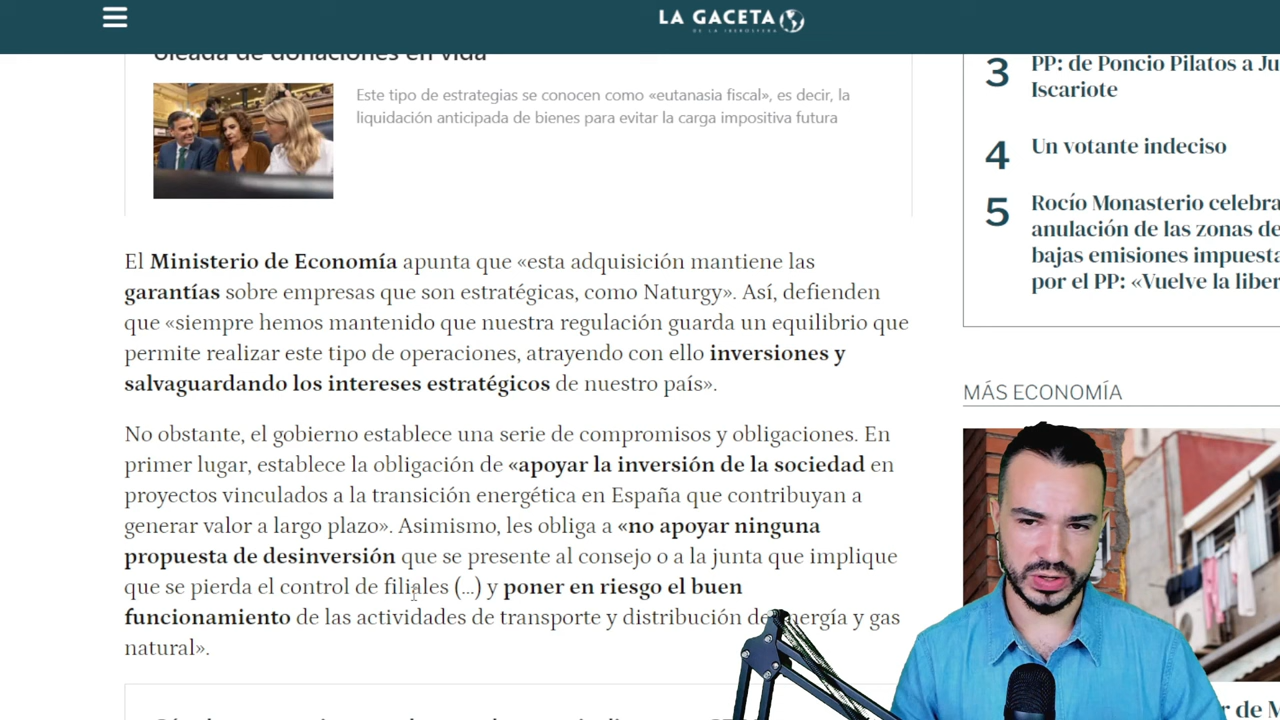 LA GACETA
DE LA IBEROSFERA
oleada de donaciones en vida
Este tipo de estrategias se conocen como «eutanasia fiscal», es decir, la
liquidación anticipada de bienes para evitar la carga impositiva futura
El Ministerio de Economía apunta que «esta adquisición mantiene las
garantías sobre empresas que son estratégicas, como Naturgy». Así, defienden
que «siempre hemos mantenido que nuestra regulación guarda un equilibrio que
permite realizar este tipo de operaciones, atrayendo con ello inversiones y
salvaguardando los intereses estratégicos de nuestro país».
No obstante, el gobierno establece una serie de compromisos y obligaciones. En
primer lugar, establece la obligación de «apoyar la inversión de la sociedad en
proyectos vinculados a la transición energética en España que contribuyan a
generar valor a largo plazo». Asimismo, les obliga a «no apoyar ninguna
propuesta de desinversión que se presente al consejo o a la junta que implique
que se pierda el control de filiales (...) y poner en riesgo el buen
funcionamiento de las actividades de transporte y distribución de energía y gas
natural».
3 PP: de Poncio Pilatos a Ju
Iscariote
4 Un votante indeciso
5 Rocío Monasterio celebra
anulación de las zonas de
bajas emisiones impuesta
por el PP: «Vuelve la liber
MÁS ECONOMÍA
r de M